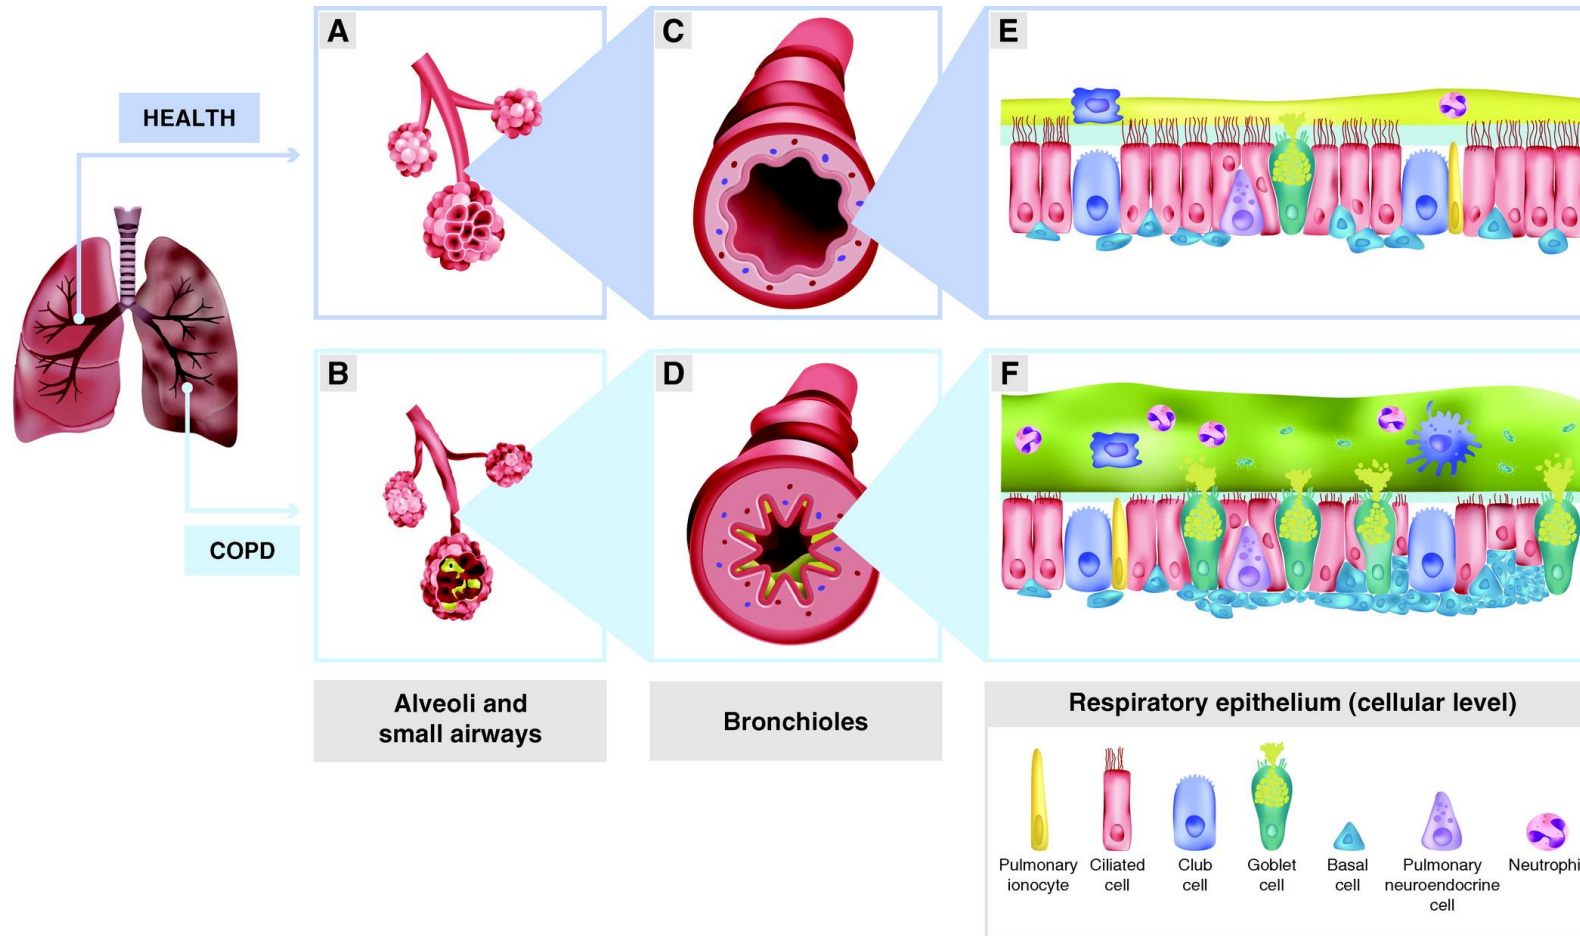 A
C
E
HEALTH
B
D
F
COPD
Alveoli and
small airways
Bronchioles
Respiratory epithelium (cellular level)
Pulmonary
ionocyte
Ciliated
cell
Club
cell
Goblet
cell
Basal
cell
Pulmonary
neuroendocrine
cell
Neutrophi